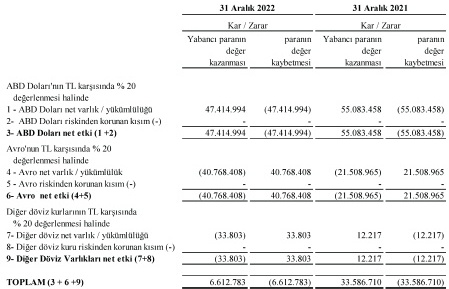 31 Aralık 2022 31 Aralık 2021
Kar / Zarar Kar / Zarar
Yabancı paranın paranın Yabancı paranın paranın
değer değer değer değer
kazanması kaybetmesi kazanması kaybetmesi
ABD Doları'nın TL karşısında % 20
değerlenmesi halinde
1 - ABD Doları net varlık / yükümlülüğü 47.414.994 (47.414.994) 55.083.458 (55.083.458)
2- ABD Doları riskinden korunan kısım (-) - - - -
3- ABD Doları net etki (1 +2) 47.414.994 (47.414.994) 55.083.458 (55.083.458)
Avro'nun TL karşısında % 20
değerlenmesi halinde
4 - Avro net varlık / yükümlülük (40.768.408) 40.768.408 (21.508.965) 21.508.965
5 - Avro riskinden korunan kısım (-) - - - -
6- Avro net etki (4+5) (40.768.408) 40.768.408 (21.508.965) 21.508.965
Diğer döviz kurlarının TL karşısında
% 20 değerlenmesi halinde
7- Diğer döviz net varlık / yükümlülüğü (33.803) 33.803 12.217 (12.217)
8- Diğer döviz kuru riskinden korunan kısım (-) - - - -
9- Diğer Döviz Varlıkları net etki (7+8) (33.803) 33.803 12.217 (12.217)
TOPLAM (3 + 6 +9) 6.612.783 (6.612.783) 33.586.710 (33.586.710)